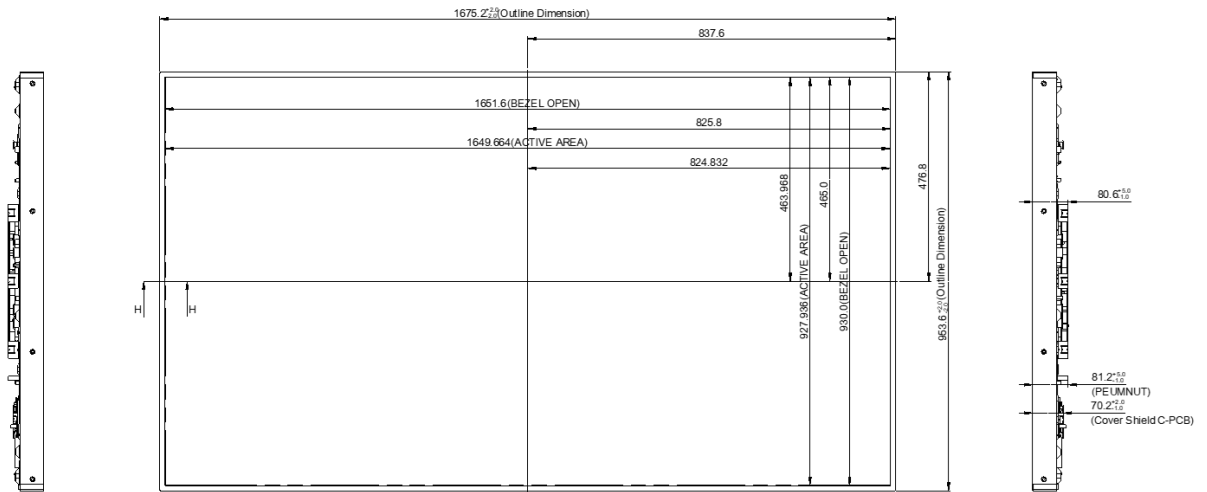 1675.2+2.0-2.0(Outline Dimension)
837.6
1651.6(BEZEL OPEN)
825.8
1649.664(ACTIVE AREA)
824.832
463.968
927.936(ACTIVE AREA)
465.0
930.0(BEZEL OPEN)
476.8
953.6+2.0-2.0(Outline Dimension)
H
H
80.6+5.0-1.0
81.2+5.0-1.0
(PEUMNUT)
70.2+2.0-1.0
(Cover Shield C-PCB)